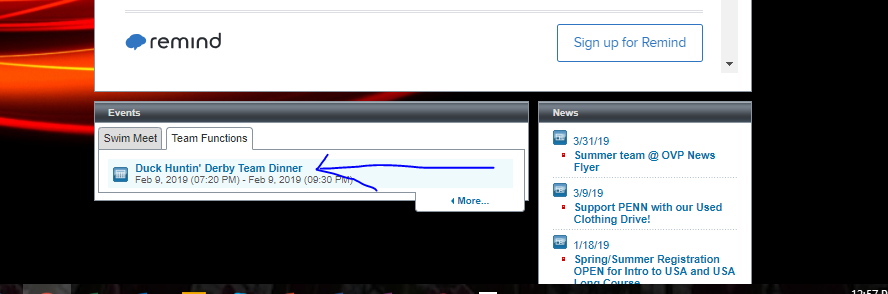 remind
Sign up for Remind
Events
Swim Meet
Team Functions
Duck Huntin' Derby Team Dinner
Feb 9, 2019 (07:20 PM) - Feb 9, 2019 (09:30 PM)
More...
News
3/31/19
Summer team @ OVP News
Flyer
3/9/19
Support PENN with our Used
Clothing Drive!
1/18/19
Spring/Summer Registration
OPEN for Intro to USA and USA
Long Course